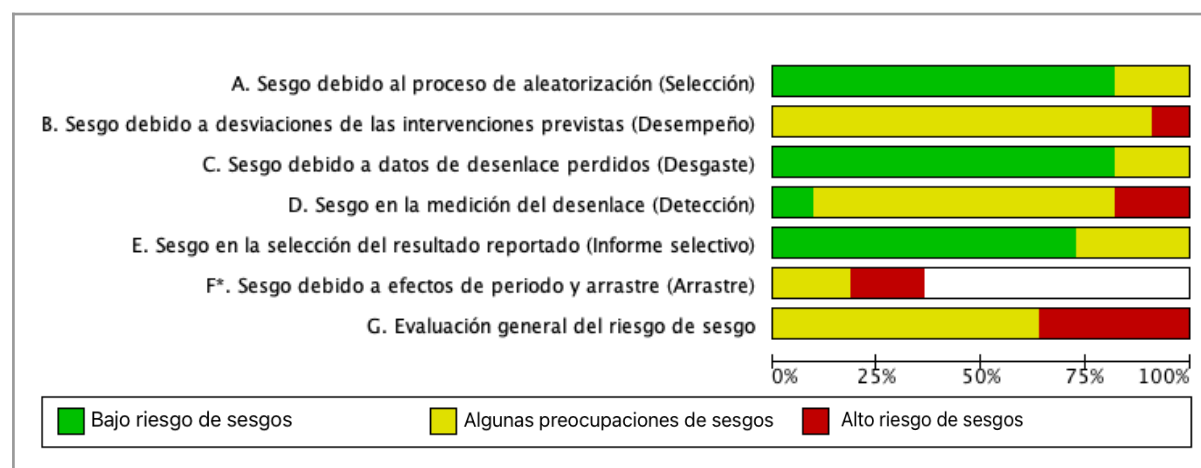 A. Sesgo debido al proceso de aleatorización (Selección)
B. Sesgo debido a desviaciones de las intervenciones previstas (Desempeño)
C. Sesgo debido a datos de desenlace perdidos (Desgaste)
D. Sesgo en la medición del desenlace (Detección)
E. Sesgo en la selección del resultado reportado (Informe selectivo)
F*. Sesgo debido a efectos de periodo y arrastre (Arrastre)
G. Evaluación general del riesgo de sesgo
0% 25% 50% 75% 100%
Bajo riesgo de sesgos Algunas preocupaciones de sesgos Alto riesgo de sesgos